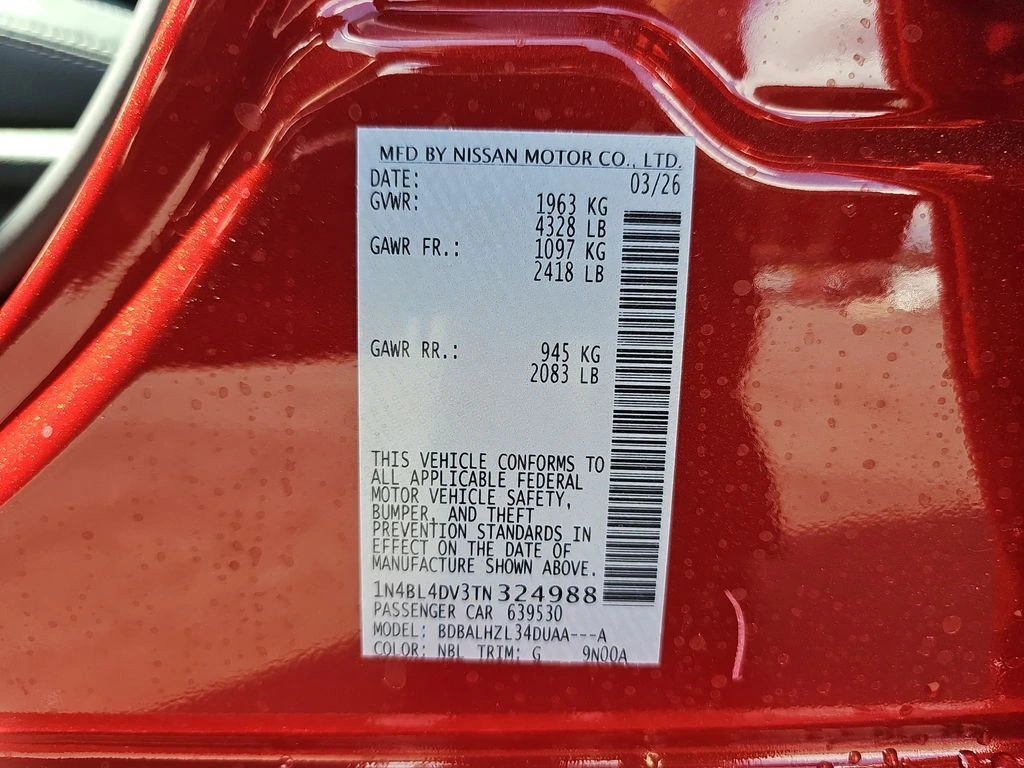 MFD BY NISSAN MOTOR CO., LTD.
DATE: 03/26
GVWR: 1963 KG
4328 LB
GAWR FR.: 1097 KG
2418 LB
GAWR RR.: 945 KG
2083 LB
THIS VEHICLE CONFORMS TO
ALL APPLICABLE FEDERAL
MOTOR VEHICLE SAFETY,
BUMPER, AND THEFT
PREVENTION STANDARDS IN
EFFECT ON THE DATE OF
MANUFACTURE SHOWN ABOVE.
1N4BL4DV3TN324988
PASSENGER CAR 639530
MODEL: BDBALHZL34DUAA---A
COLOR: NBL TRIM: G 9N00A